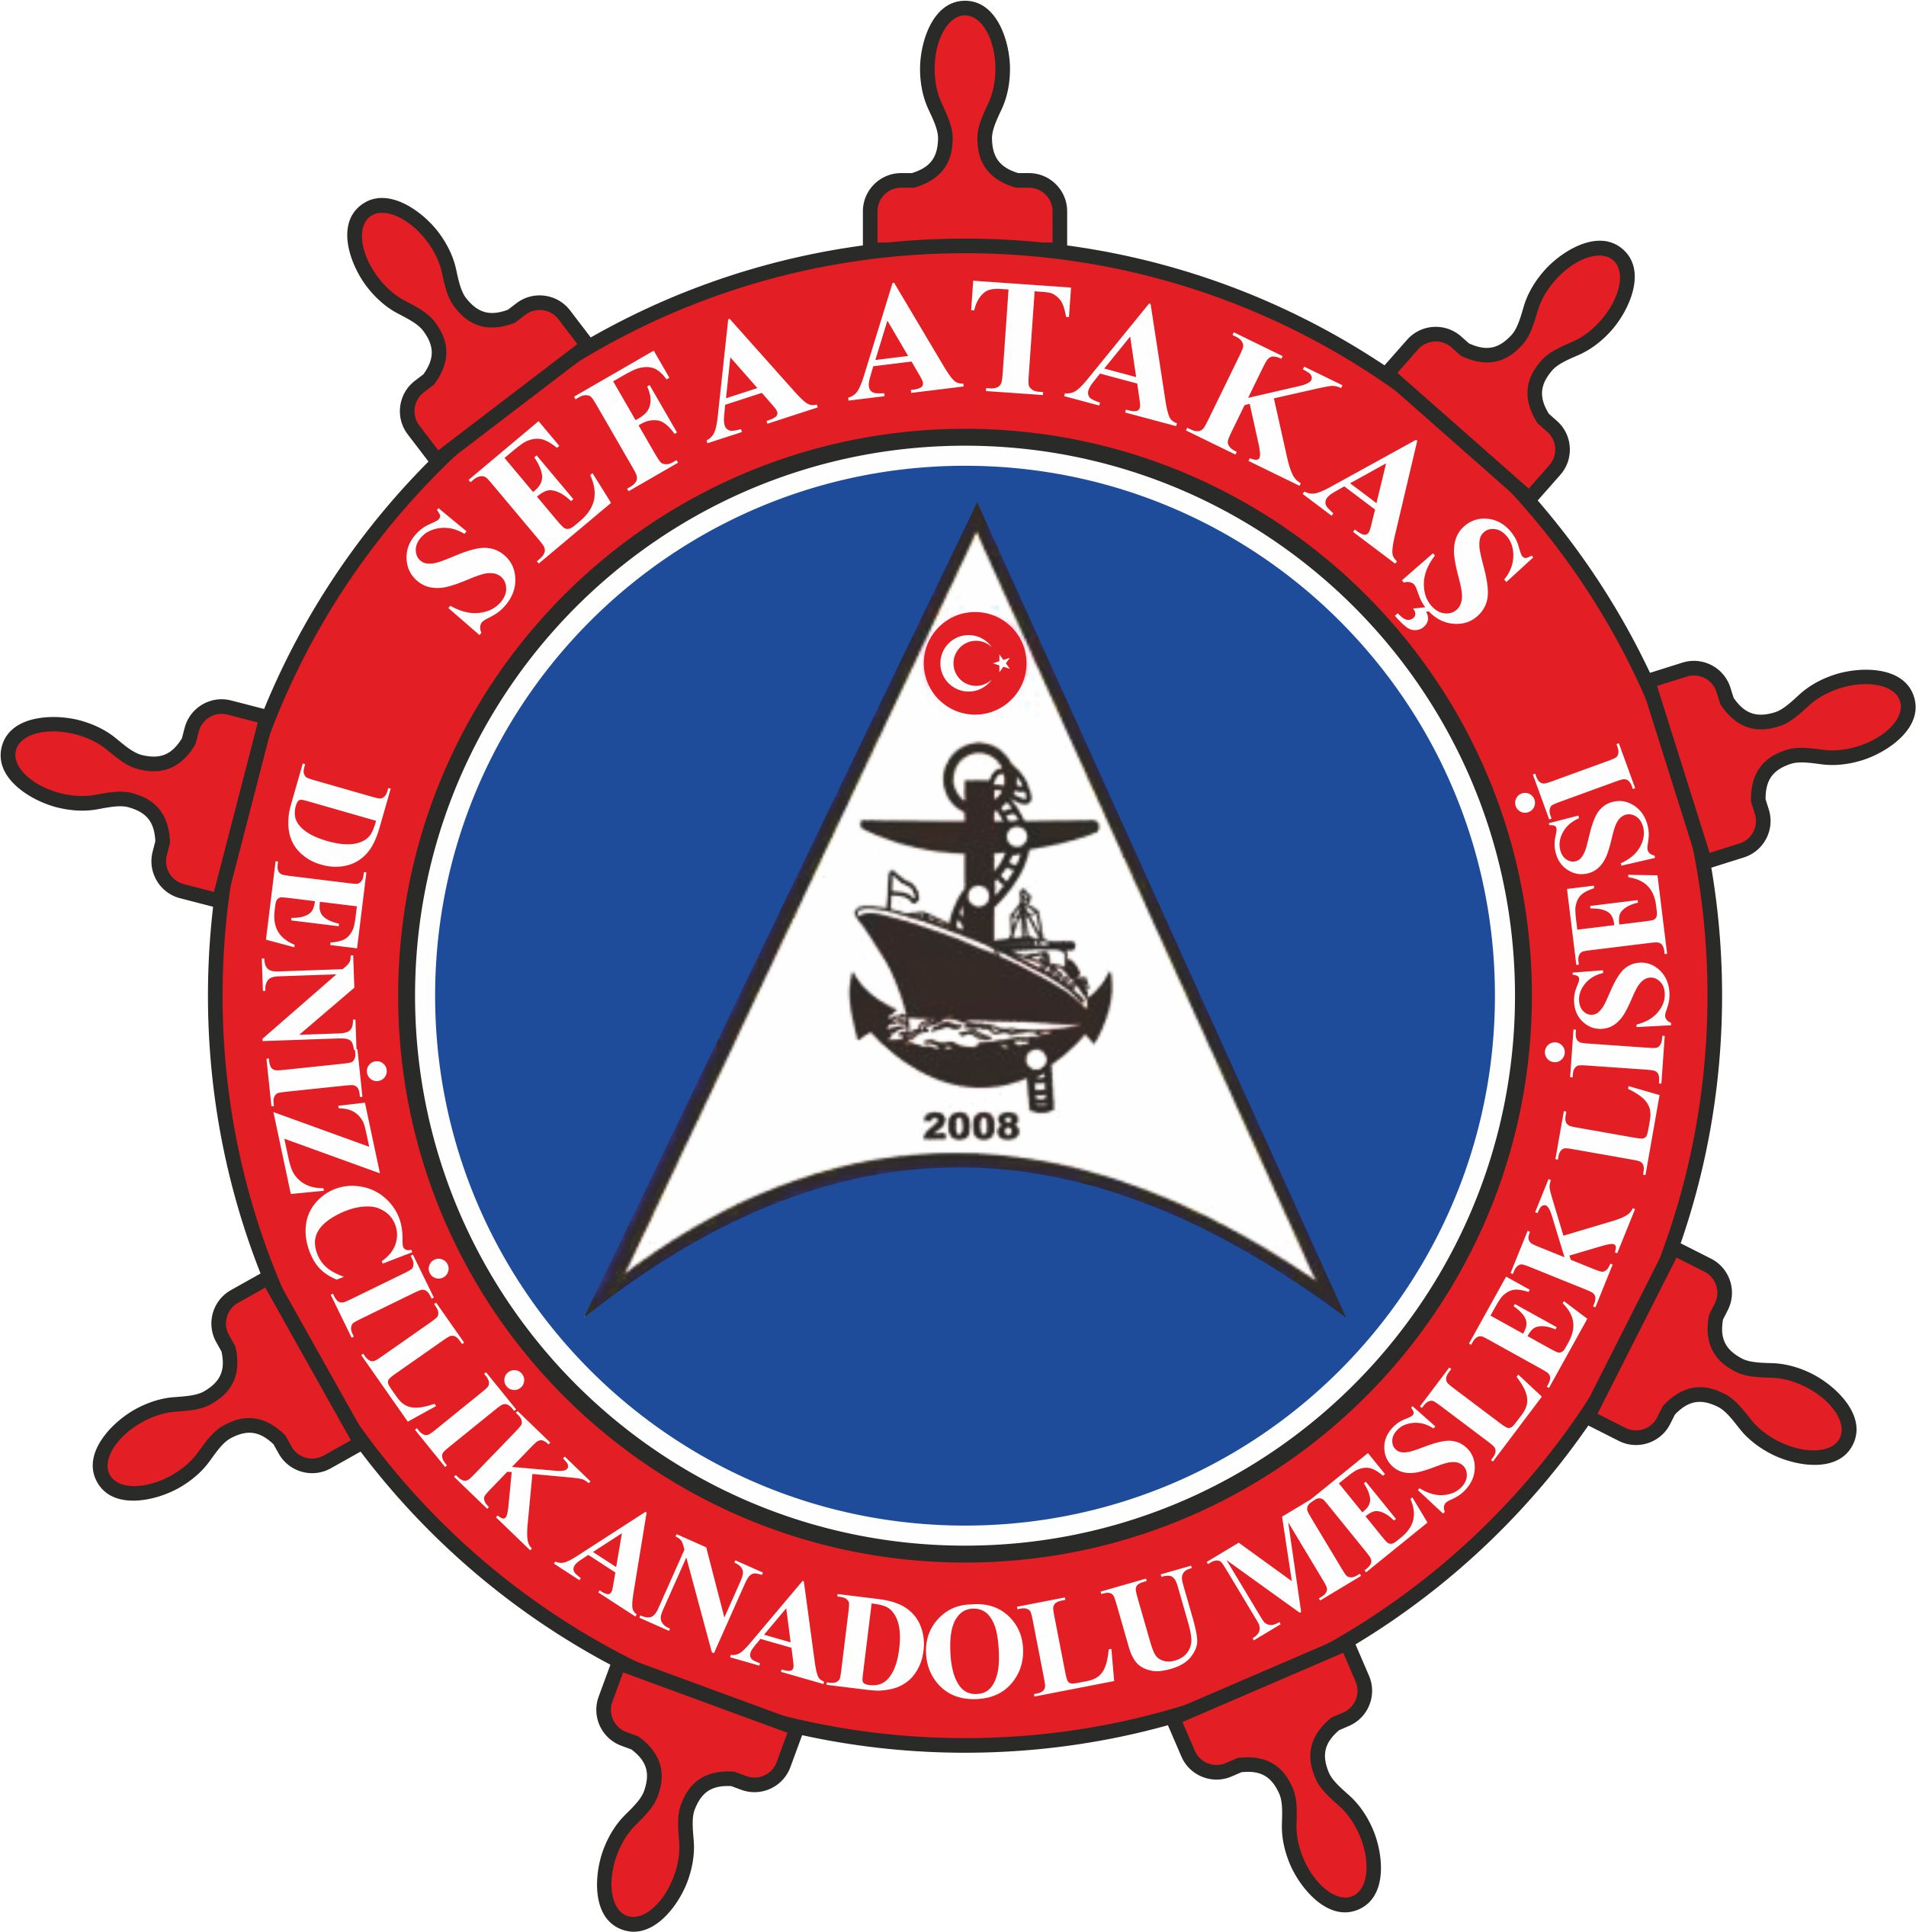 SEFA ATAKAŞ
DENİZCİLİK ANADOLU MESLEK LİSESİ
2008